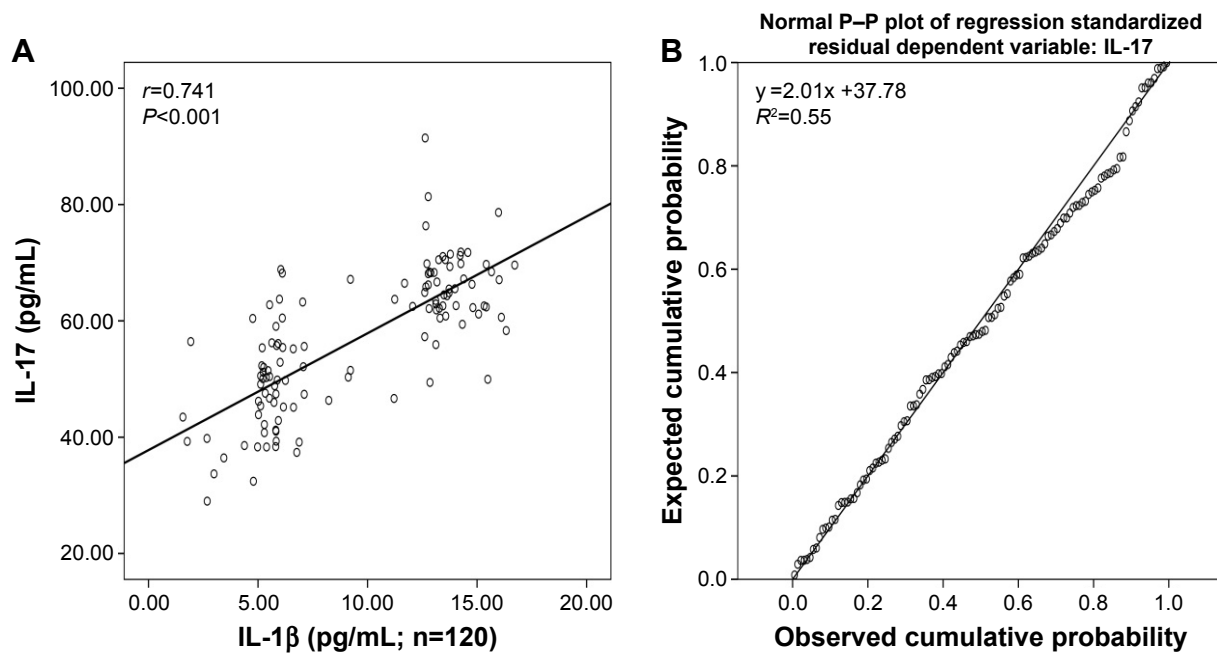 A
r=0.741
P<0.001
100.00
80.00
60.00
40.00
20.00
IL-17 (pg/mL)
0.00 5.00 10.00 15.00 20.00
IL-1β (pg/mL; n=120)
B
Normal P–P plot of regression standardized
residual dependent variable: IL-17
y =2.01x +37.78
R²=0.55
1.0
0.8
0.6
0.4
0.2
0.0
Expected cumulative probability
0.0 0.2 0.4 0.6 0.8 1.0
Observed cumulative probability